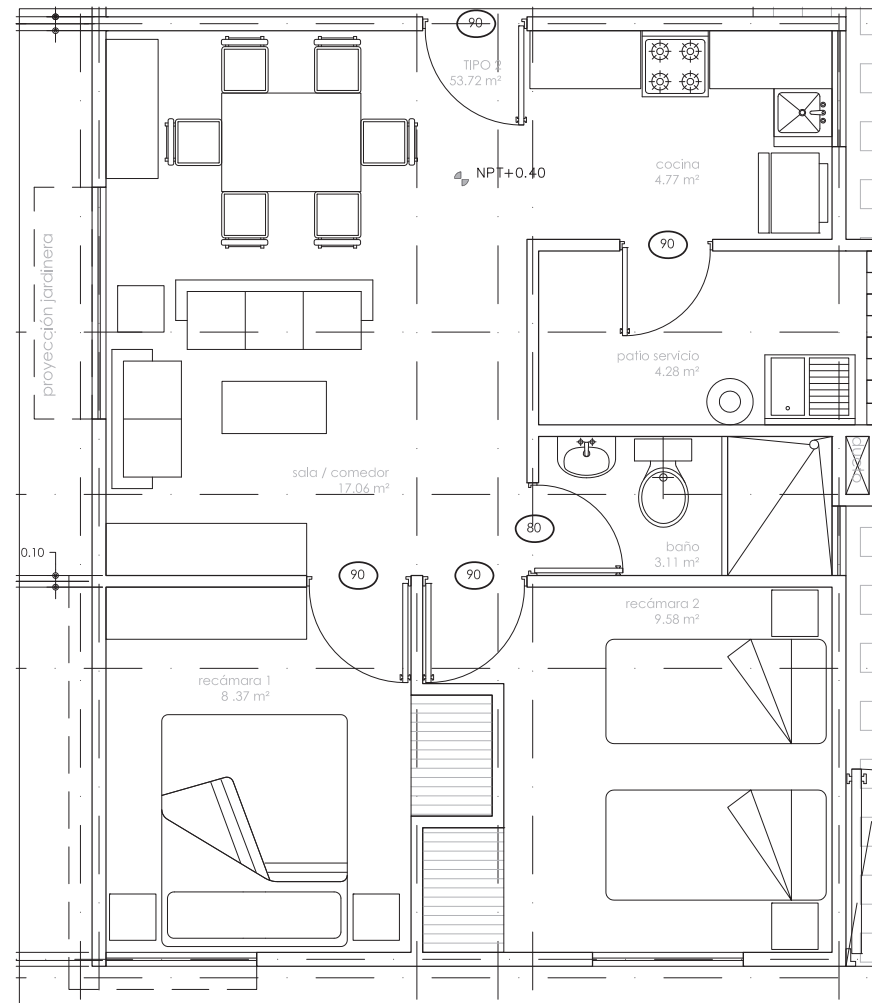 90
TIPO 2
53.72 m²
cocina
4.77 m²
NPT+0.40
90
proyección jardinera
patio servicio
4.28 m²
sala / comedor
17.06 m²
ducto
80
baño
3.11 m²
0.10
90
90
recámara 2
9.58 m²
recámara 1
8.37 m²